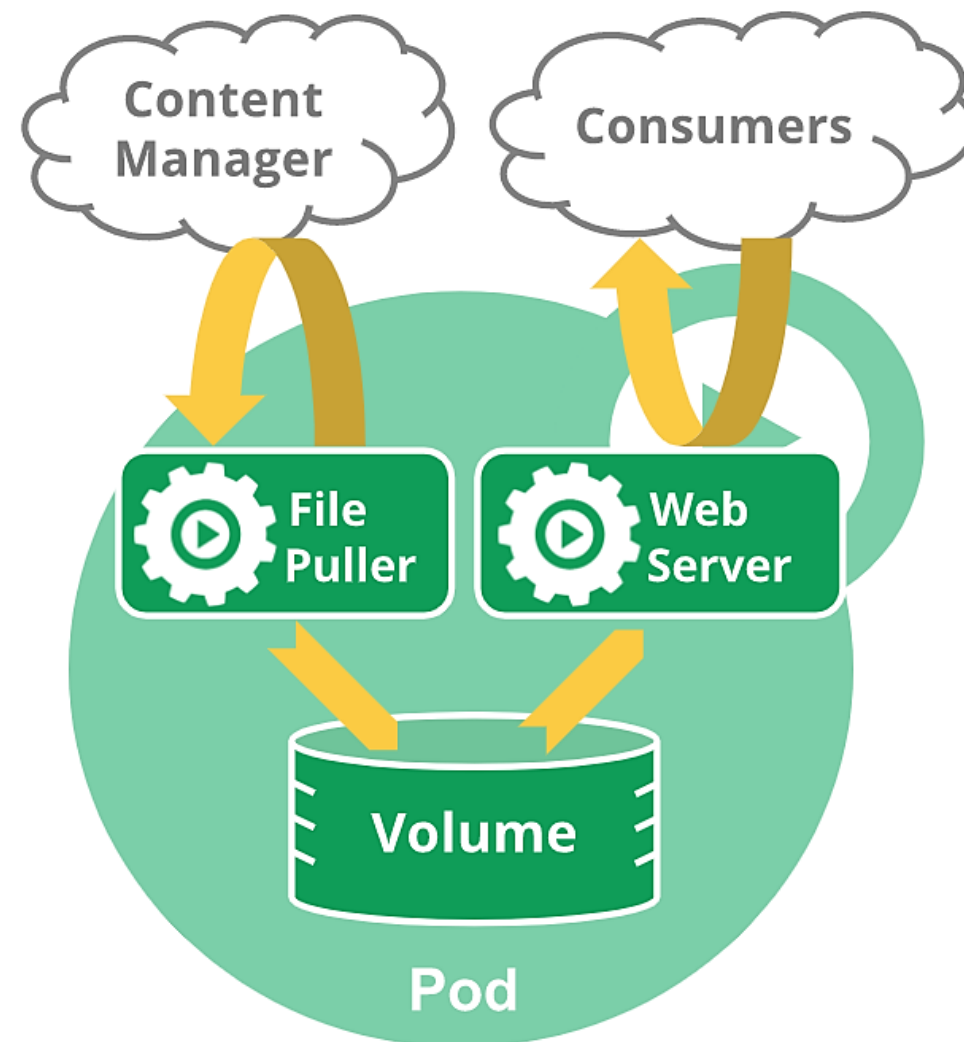 Content
Manager
Consumers
File
Puller
Web
Server
Volume
Pod